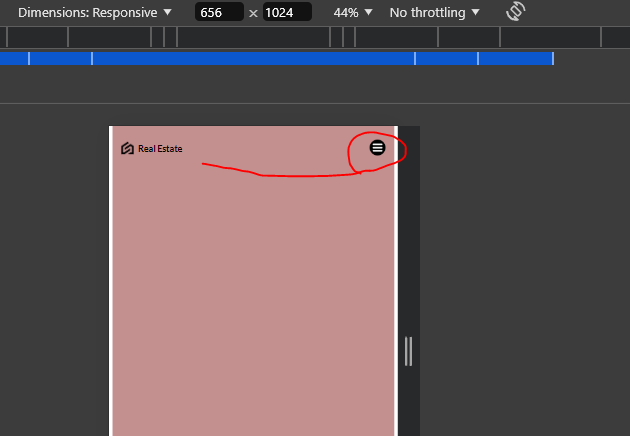 Dimensions: Responsive 656 × 1024 44% No throttling
Real Estate